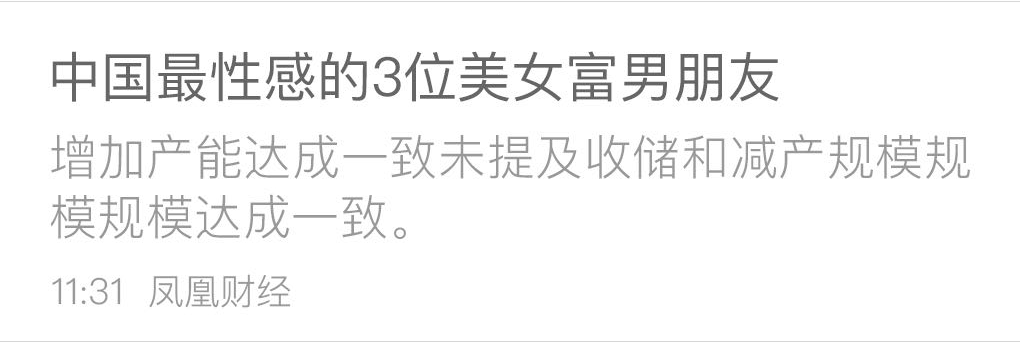 中国最性感的3位美女富男朋友
增加产能达成一致未提及收储和减产规模规
模规模达成一致。
11:31 凤凰财经